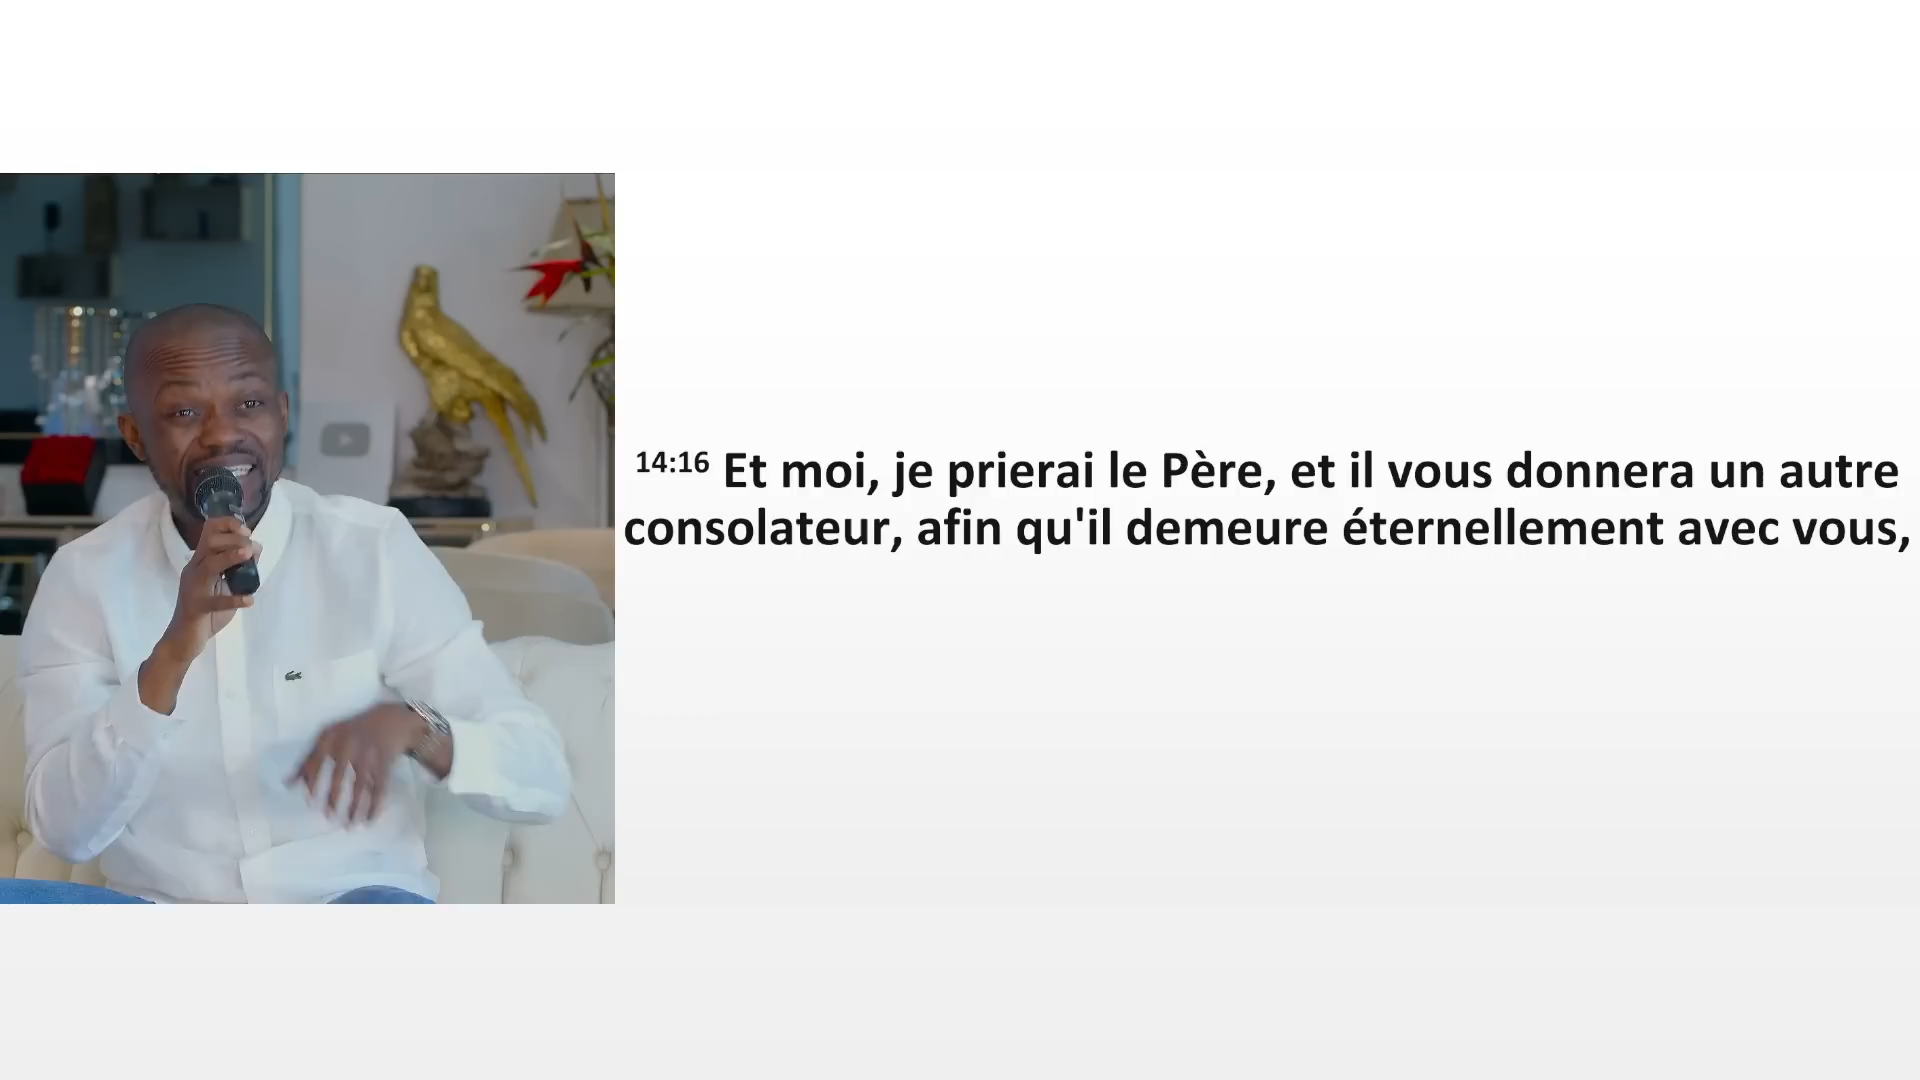 14:16 Et moi, je prierai le Père, et il vous donnera un autre
consolateur, afin qu'il demeure éternellement avec vous,